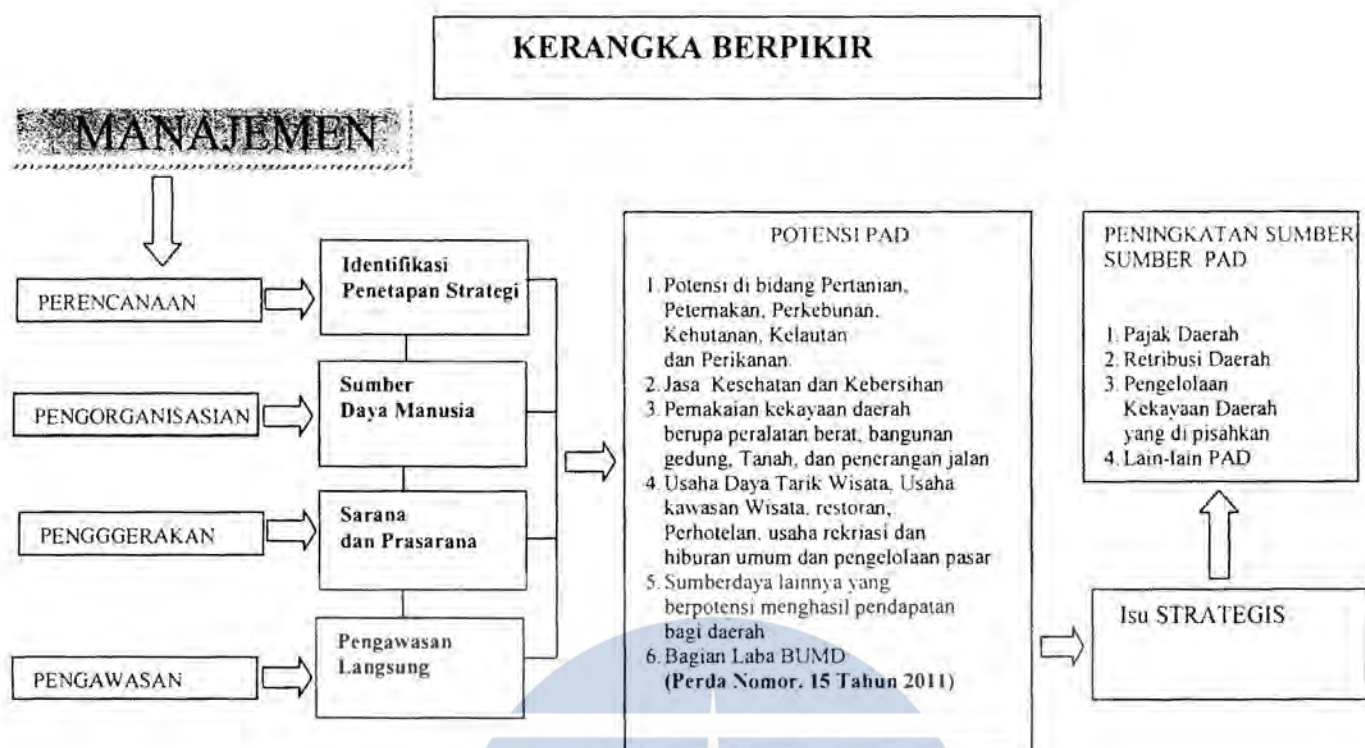 KERANGKA BERPIKIR
MANAJEMEN
PERENCANAAN
Identifikasi
Penetapan Strategi
PENGORGANISASIAN
Sumber
Daya Manusia
PENGGGERAKAN
Sarana
dan Prasarana
PENGAWASAN
Pengawasan
Langsung
POTENSI PAD
1. Potensi di bidang Pertanian,
Peternakan, Perkebunan.
Kehutanan, Kelautan
dan Perikanan
2. Jasa Kesehatan dan Kebersihan
3. Pemakaian kekayaan daerah
berupa peralatan berat, bangunan
gedung, Tanah, dan penerangan jalan
4. Usaha Daya Tarik Wisata, Usaha
kawasan Wisata. restoran,
Perhotelan. usaha rekriasi dan
hiburan umum dan pengelolaan pasar
5. Sumberdaya lainnya yang
berpotensi menghasil pendapatan
bagi daerah
6. Bagian Laba BUMD
(Perda Nomor. 15 Tahun 2011)
PENINGKATAN SUMBER
SUMBER PAD
1. Pajak Daerah
2. Retribusi Daerah
3. Pengelolaan
Kekayaan Daerah
yang di pisahkan
4. Lain-lain PAD
Isu STRATEGIS